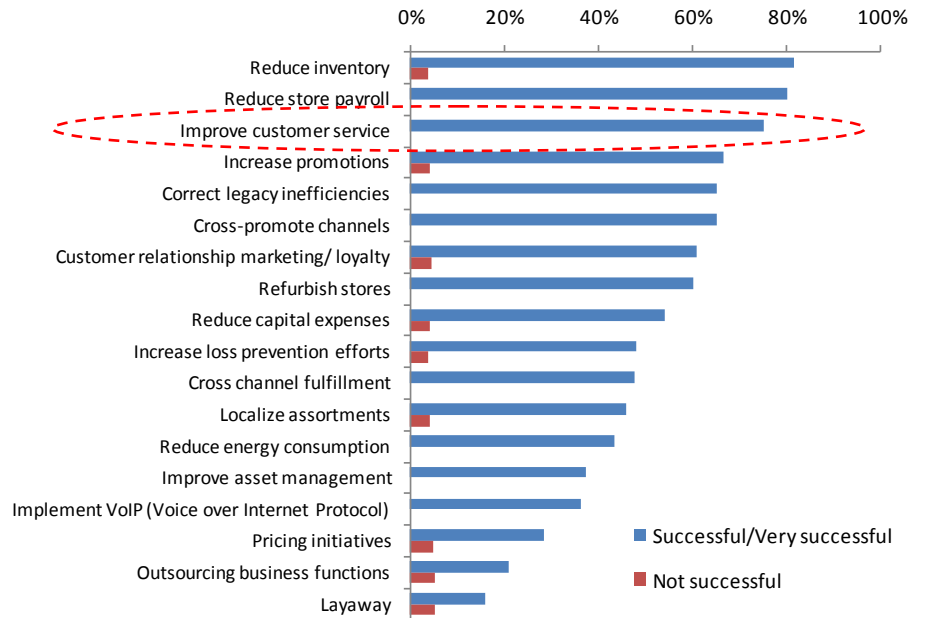 0% 20% 40% 60% 80% 100%
Reduce inventory
Reduce store payroll
Improve customer service
Increase promotions
Correct legacy inefficiencies
Cross-promote channels
Customer relationship marketing/ loyalty
Refurbish stores
Reduce capital expenses
Increase loss prevention efforts
Cross channel fulfillment
Localize assortments
Reduce energy consumption
Improve asset management
Implement VoIP (Voice over Internet Protocol)
Pricing initiatives
Outsourcing business functions
Layaway
Successful/Very successful
Not successful